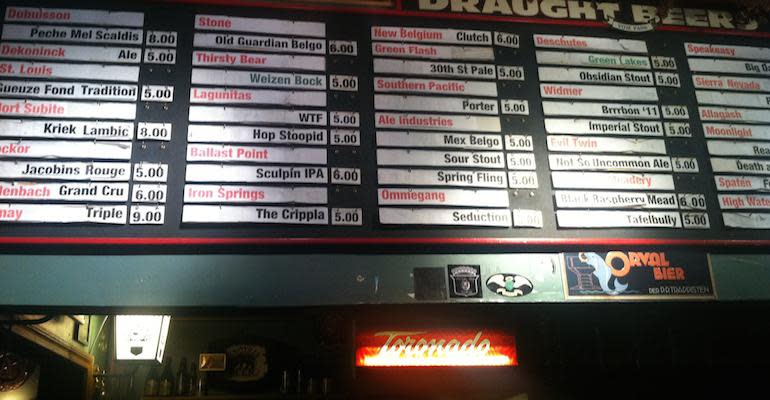 DRAUGHT BEERS
Dubuisson
Peche Mel Scaldis 8.00
Dekoninck
Ale 5.00
St. Louis
Gueuze Fond Tradition 5.00
Mort Subite
Kriek Lambic 8.00
Jacobins Rouge 5.00
Grand Cru 6.00
Triple 9.00
Stone
Old Guardian Belgo 6.00
Thirsty Bear
Weizen Bock 5.00
Lagunitas
WTF 5.00
Hop Stoopid 5.00
Ballast Point
Sculpin IPA 6.00
Iron Springs
The Crippla 5.00
New Belgium Clutch 6.00
Green Flash
30th St Pale 5.00
Southern Pacific
Porter 5.00
Ale Industries
Mex Belgo 5.00
Sour Stout 5.00
Spring Fling 5.00
Ommegang
Seduction 5.00
Deschutes
Green Lakes
Obsidian Stout 5.00
Widmer
Brrrbon '11 5.00
Imperial Stout 5.00
Evil Twin
Not So Uncommon Ale 5.00
Black Raspberry Mead 6.00
Tafelbully 5.00
Speakeasy
Big
Sierra Nevada
Allagash
Moonlight
Death
Spaten
High Water
ORVAL
BIER
DER P.P. TRAPPISTEN
Toronado